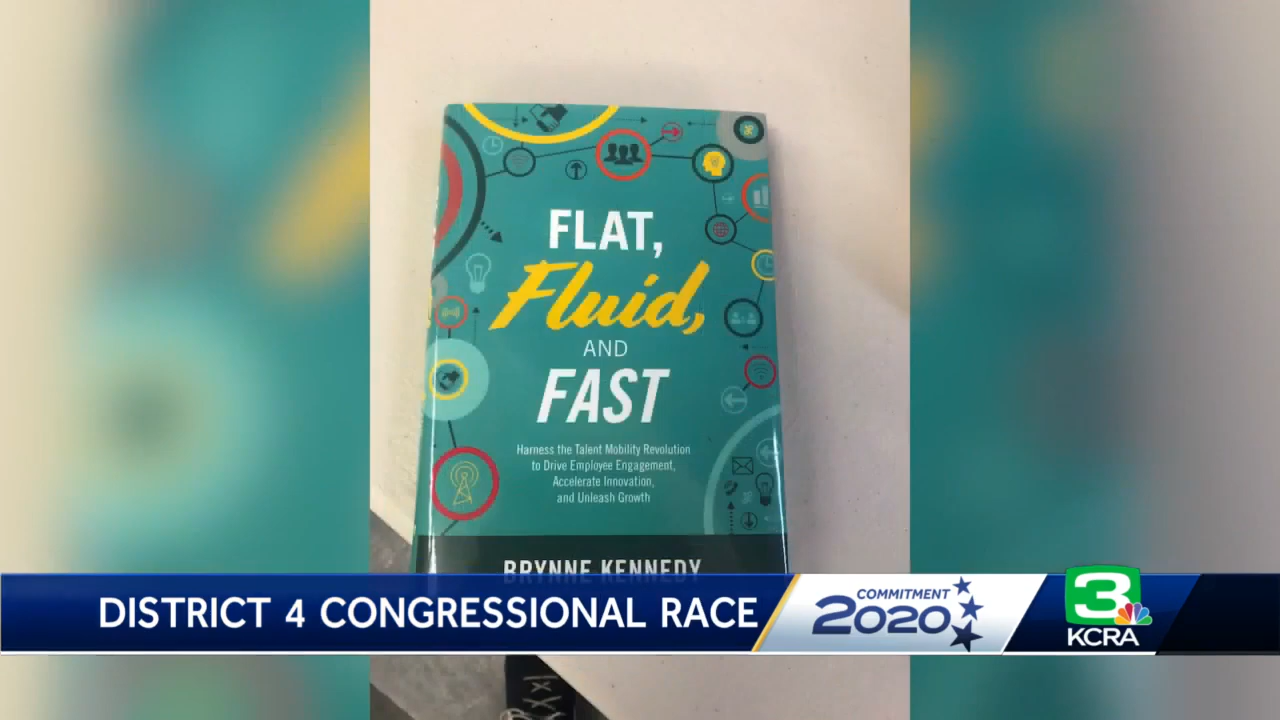 FLAT,
Fluid,
AND
FAST
Harness the Talent Mobility Revolution
to Drive Employee Engagement,
Accelerate Innovation,
and Unleash Growth
BRYNNE KENNEDY
DISTRICT 4 CONGRESSIONAL RACE
COMMITMENT
2020
3
KCRA